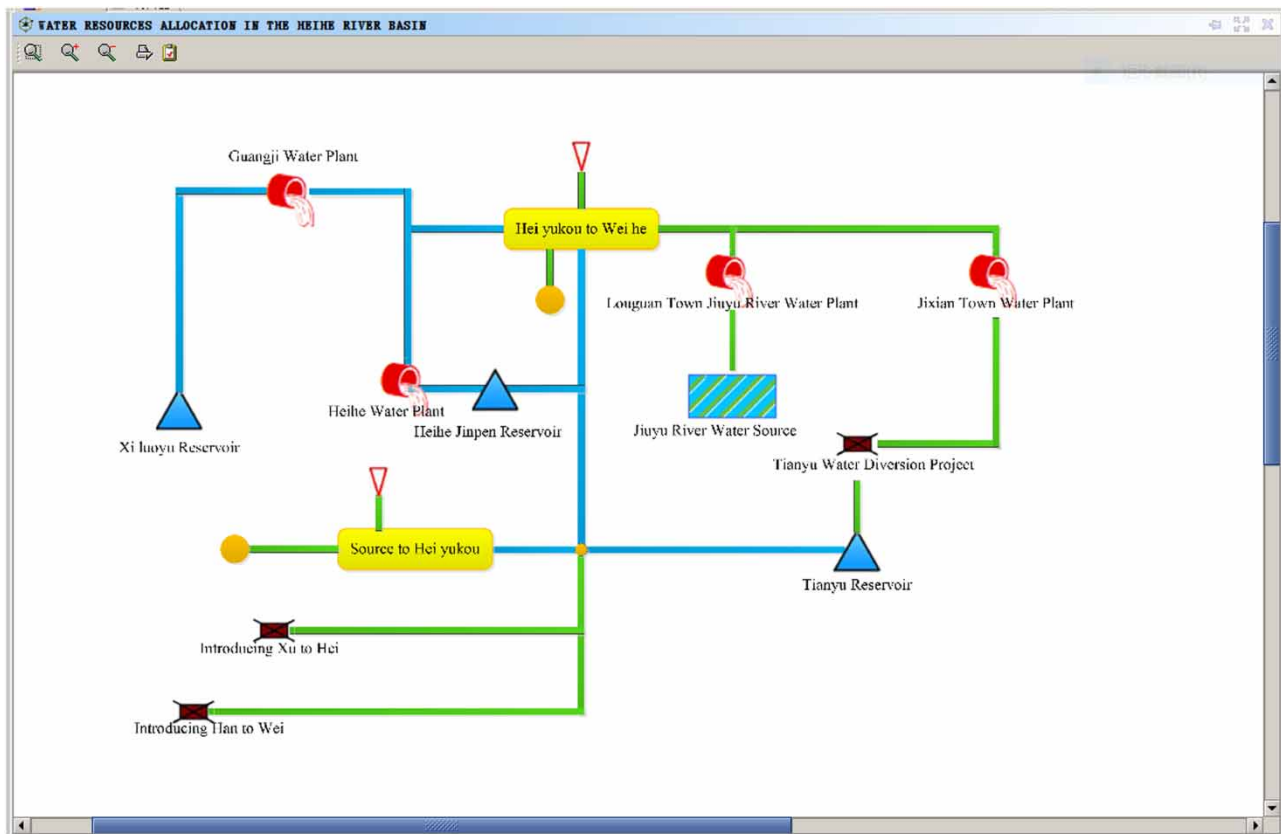 WATER RESOURCES ALLOCATION IN THE HEIHE RIVER BASIN
Guangji Water Plant
Hei yukou to Wei he
Louguan Town Jiuyu River Water Plant
Jixian Town Water Plant
Heihe Water Plant
Heihe Jinpen Reservoir
Xi luoyu Reservoir
Jiuyu River Water Source
Tianyu Water Diversion Project
Source to Hei yukou
Tianyu Reservoir
Introducing Xu to Hei
Introducing Han to Wei